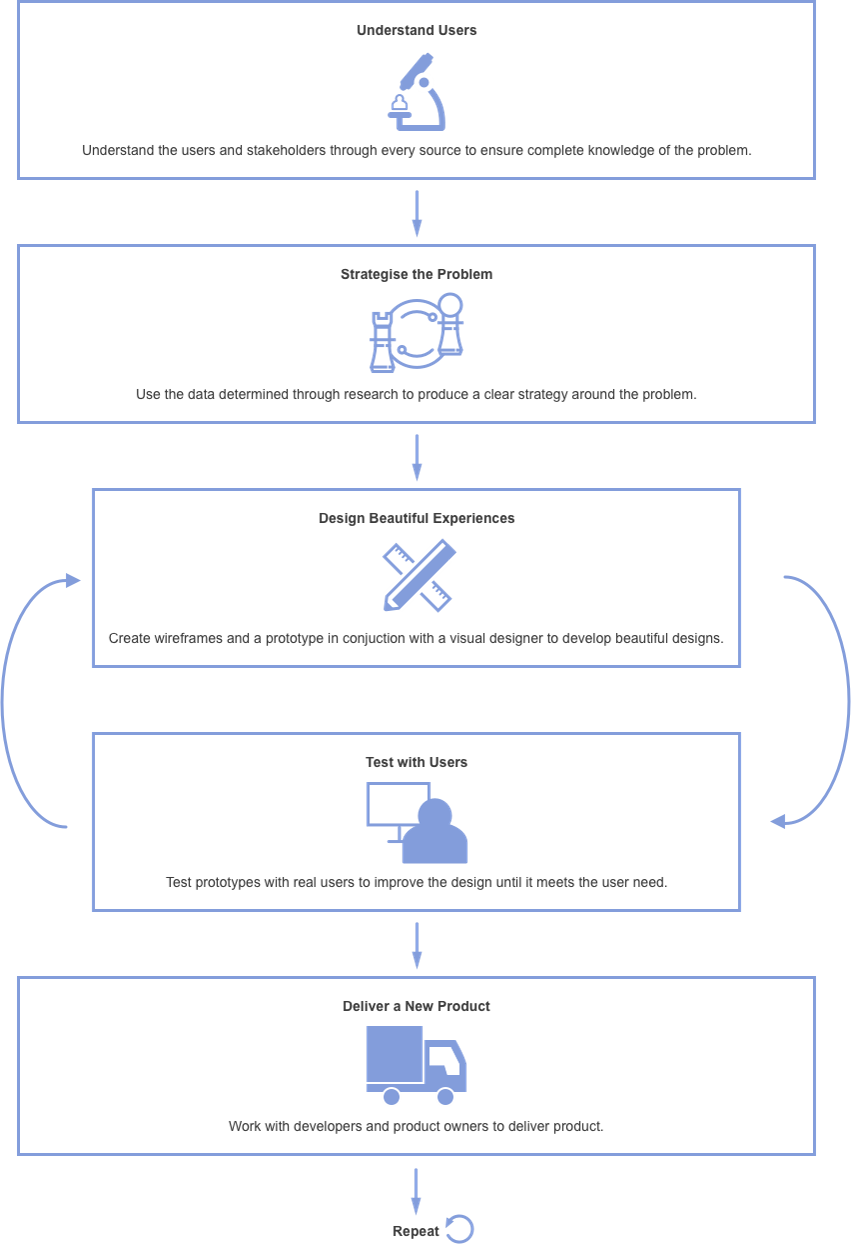 Understand Users
Understand the users and stakeholders through every source to ensure complete knowledge of the problem.
Strategise the Problem
Use the data determined through research to produce a clear strategy around the problem.
Design Beautiful Experiences
Create wireframes and a prototype in conjuction with a visual designer to develop beautiful designs.
Test with Users
Test prototypes with real users to improve the design until it meets the user need.
Deliver a New Product
Work with developers and product owners to deliver product.
Repeat